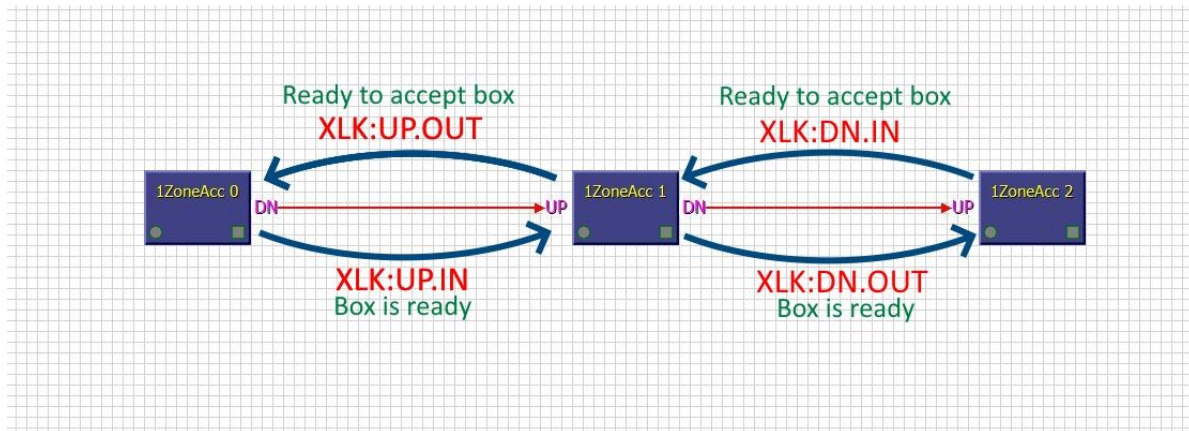 Ready to accept box
XLK:UP.OUT
Ready to accept box
XLK:DN.IN
1ZoneAcc 0
DN
UP
1ZoneAcc 1
DN
UP
1ZoneAcc 2
XLK:UP.IN
Box is ready
XLK:DN.OUT
Box is ready